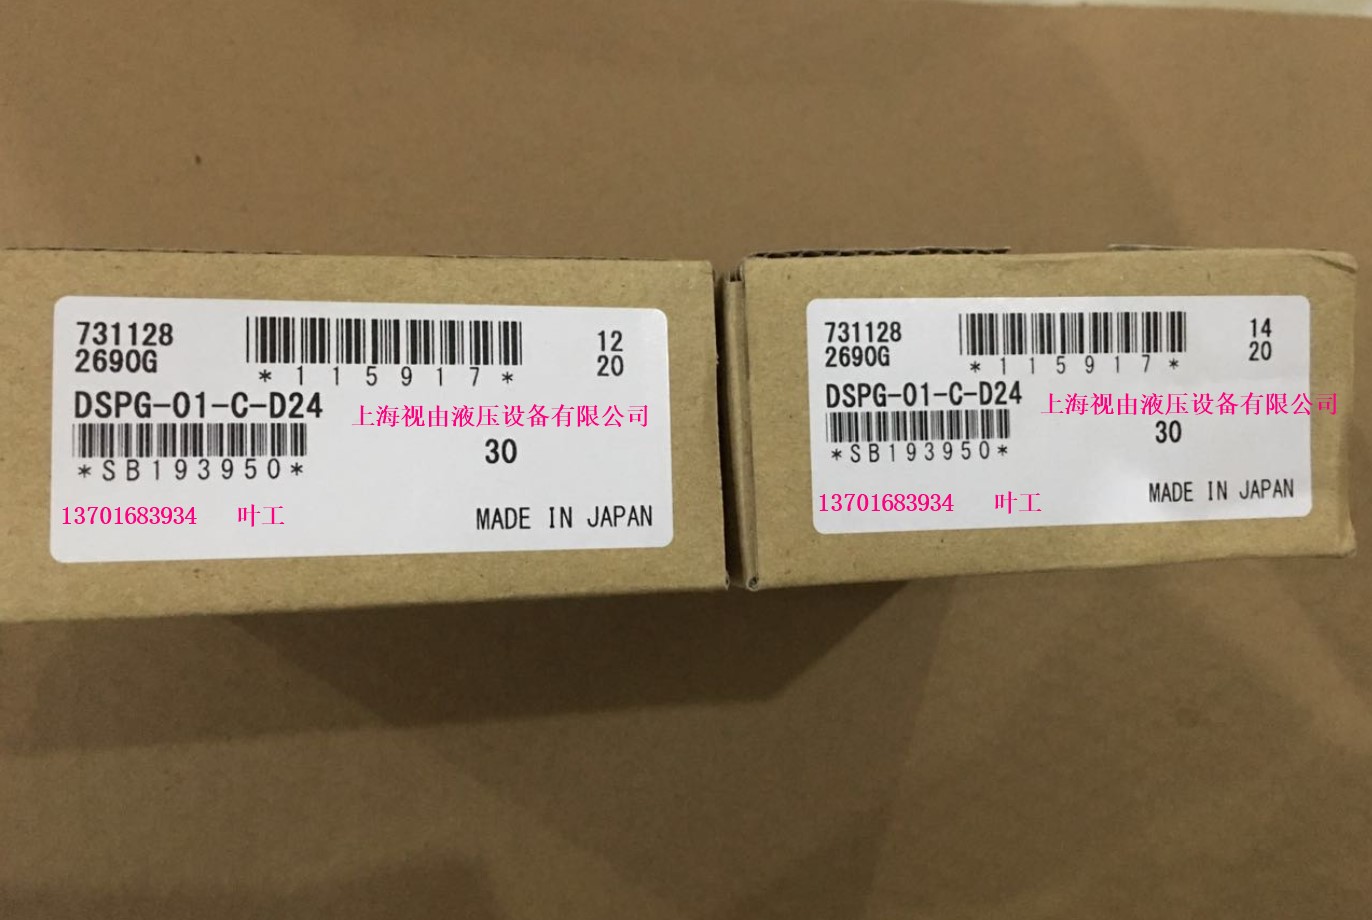 731128
2690G
*115917*
12
20
DSPG-01-C-D24
上海视由液压设备有限公司
*SB193950*
30
13701683934 叶工
MADE IN JAPAN
731128
2690G
*115917*
14
20
DSPG-01-C-D24
上海视由液压设备有限公司
*SB193950*
30
13701683934 叶工
MADE IN JAPAN